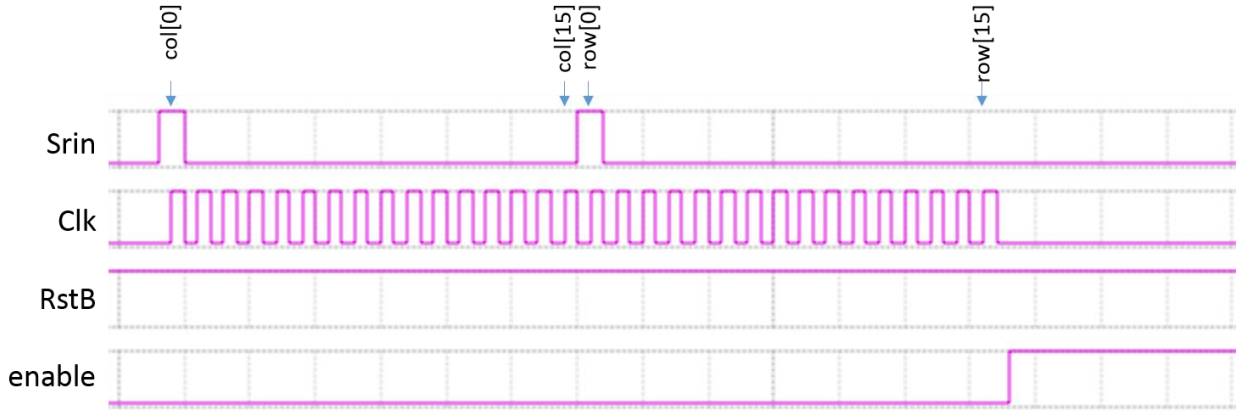 col[0]
col[15]
row[0]
row[15]
Srin
Clk
RstB
enable